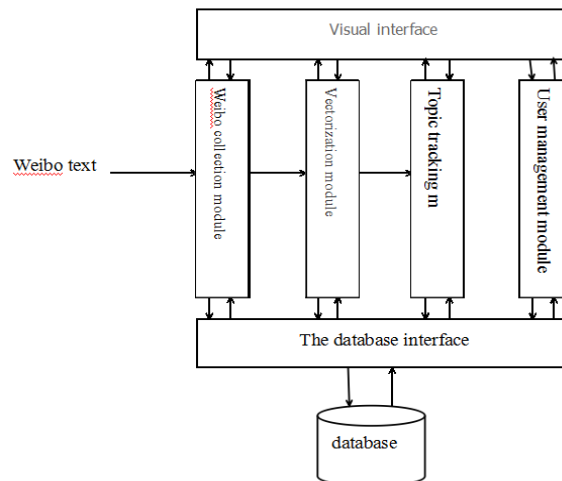 Visual interface
Weibo collection module
Vectorization module
Topic tracking m
User management module
Weibo text
The database interface
database